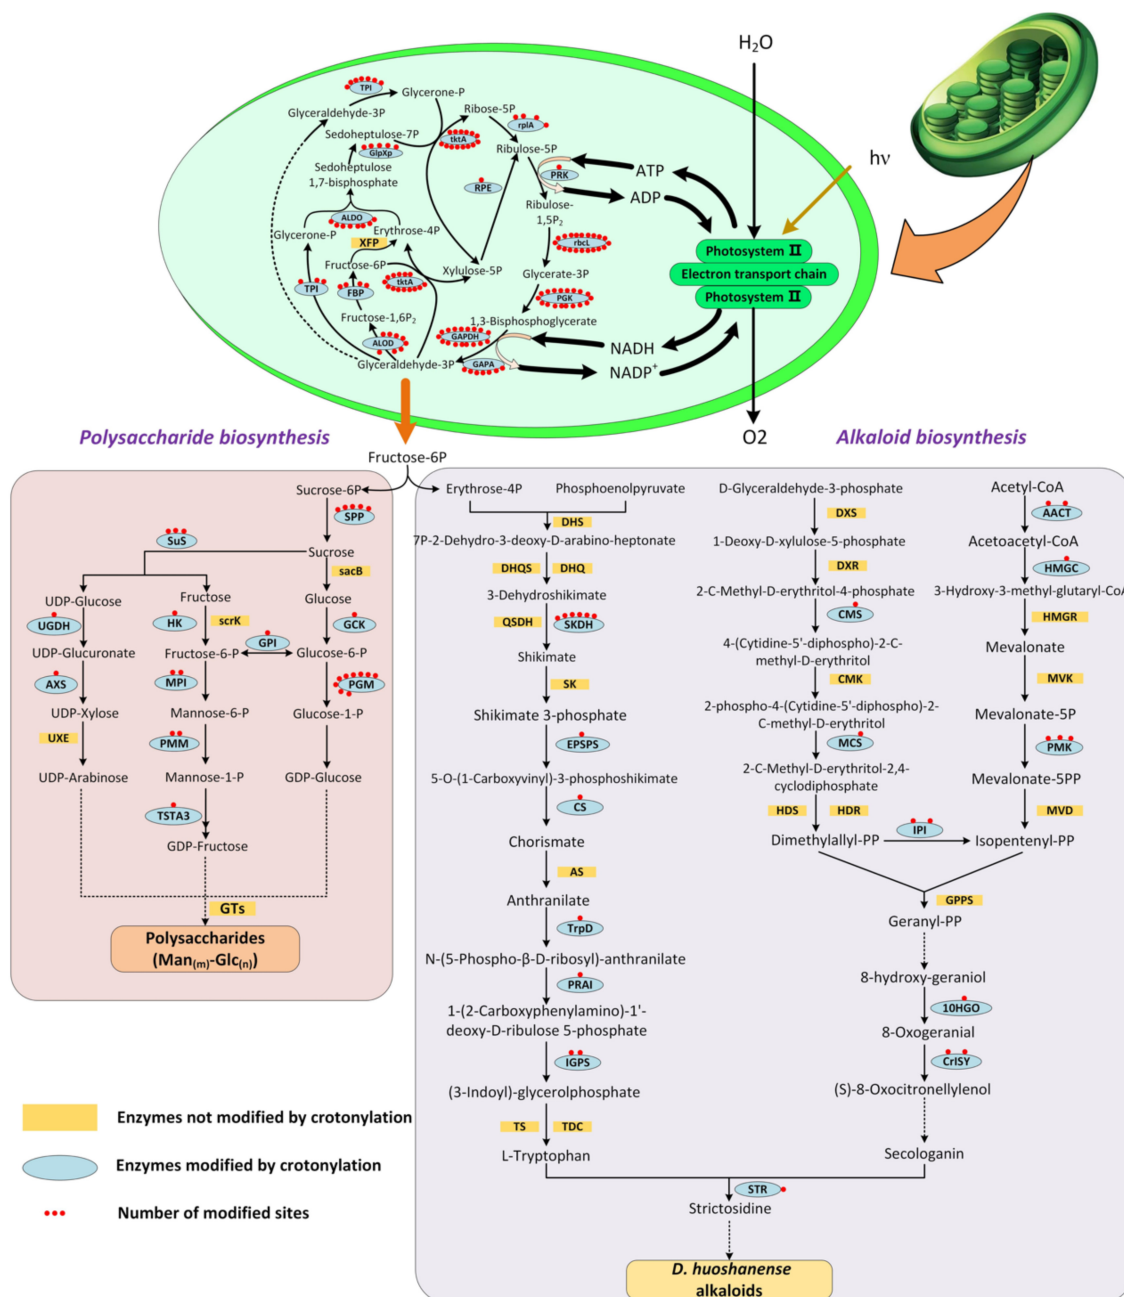 H2O
hν
TPI
Glycerone-P
Glyceraldehyde-3P
Ribose-5P
rpIA
Sedoheptulose-7P
tktA
Ribulose-5P
GlpXp
Sedoheptulose
1,7-bisphosphate
RPE
PRK
ATP
ADP
Ribulose-
1,5P2
ALDO
Glycerone-P
Erythrose-4P
XFP
rbcL
Photosystem II
Electron transport chain
Photosystem II
Fructose-6P
tktA
Xylulose-5P
Glycerate-3P
TPI
FBP
PGK
Fructose-1,6P2
1,3-Bisphosphoglycerate
ALOD
GAPDH
NADH
Glyceraldehyde-3P
GAPA
NADP+
O2
Polysaccharide biosynthesis
Alkaloid biosynthesis
Fructose-6P
Sucrose-6P
SPP
SuS
Sucrose
sacB
UDP-Glucose
Fructose
Glucose
UGDH
HK
scrK
GCK
GPI
UDP-Glucuronate
Fructose-6-P
Glucose-6-P
AXS
MPI
PGM
UDP-Xylose
Mannose-6-P
Glucose-1-P
UXE
PMM
UDP-Arabinose
Mannose-1-P
GDP-Glucose
TSTA3
GDP-Fructose
GTs
Polysaccharides
(Man(m)-Glc(n))
Erythrose-4P
Phosphoenolpyruvate
DHS
7P-2-Dehydro-3-deoxy-D-arabino-heptonate
DHQS
DHQ
3-Dehydroshikimate
QSDH
SKDH
Shikimate
SK
Shikimate 3-phosphate
EPSPS
5-O-(1-Carboxyvinyl)-3-phosphoshikimate
CS
Chorismate
AS
Anthranilate
TrpD
N-(5-Phospho-β-D-ribosyl)-anthranilate
PRAI
1-(2-Carboxyphenylamino)-1'-
deoxy-D-ribulose 5-phosphate
IGPS
(3-Indoyl)-glycerolphosphate
TS
TDC
L-Tryptophan
D-Glyceraldehyde-3-phosphate
DXS
1-Deoxy-D-xylulose-5-phosphate
DXR
2-C-Methyl-D-erythritol-4-phosphate
CMS
4-(Cytidine-5'-diphospho)-2-C-
methyl-D-erythritol
CMK
2-phospho-4-(Cytidine-5'-diphospho)-2-
C-methyl-D-erythritol
MCS
2-C-Methyl-D-erythritol-2,4-
cyclodiphosphate
HDS
HDR
Dimethylallyl-PP
IPI
Acetyl-CoA
AACT
Acetoacetyl-CoA
HMGC
3-Hydroxy-3-methyl-glutaryl-CoA
HMGR
Mevalonate
MVK
Mevalonate-5P
PMK
Mevalonate-5PP
MVD
Isopentenyl-PP
GPPS
Geranyl-PP
8-hydroxy-geraniol
10HGO
8-Oxogeranial
CrISY
(S)-8-Oxocitronellylenol
Secologanin
STR
Strictosidine
D. huoshanense
alkaloids
Enzymes not modified by crotonylation
Enzymes modified by crotonylation
Number of modified sites